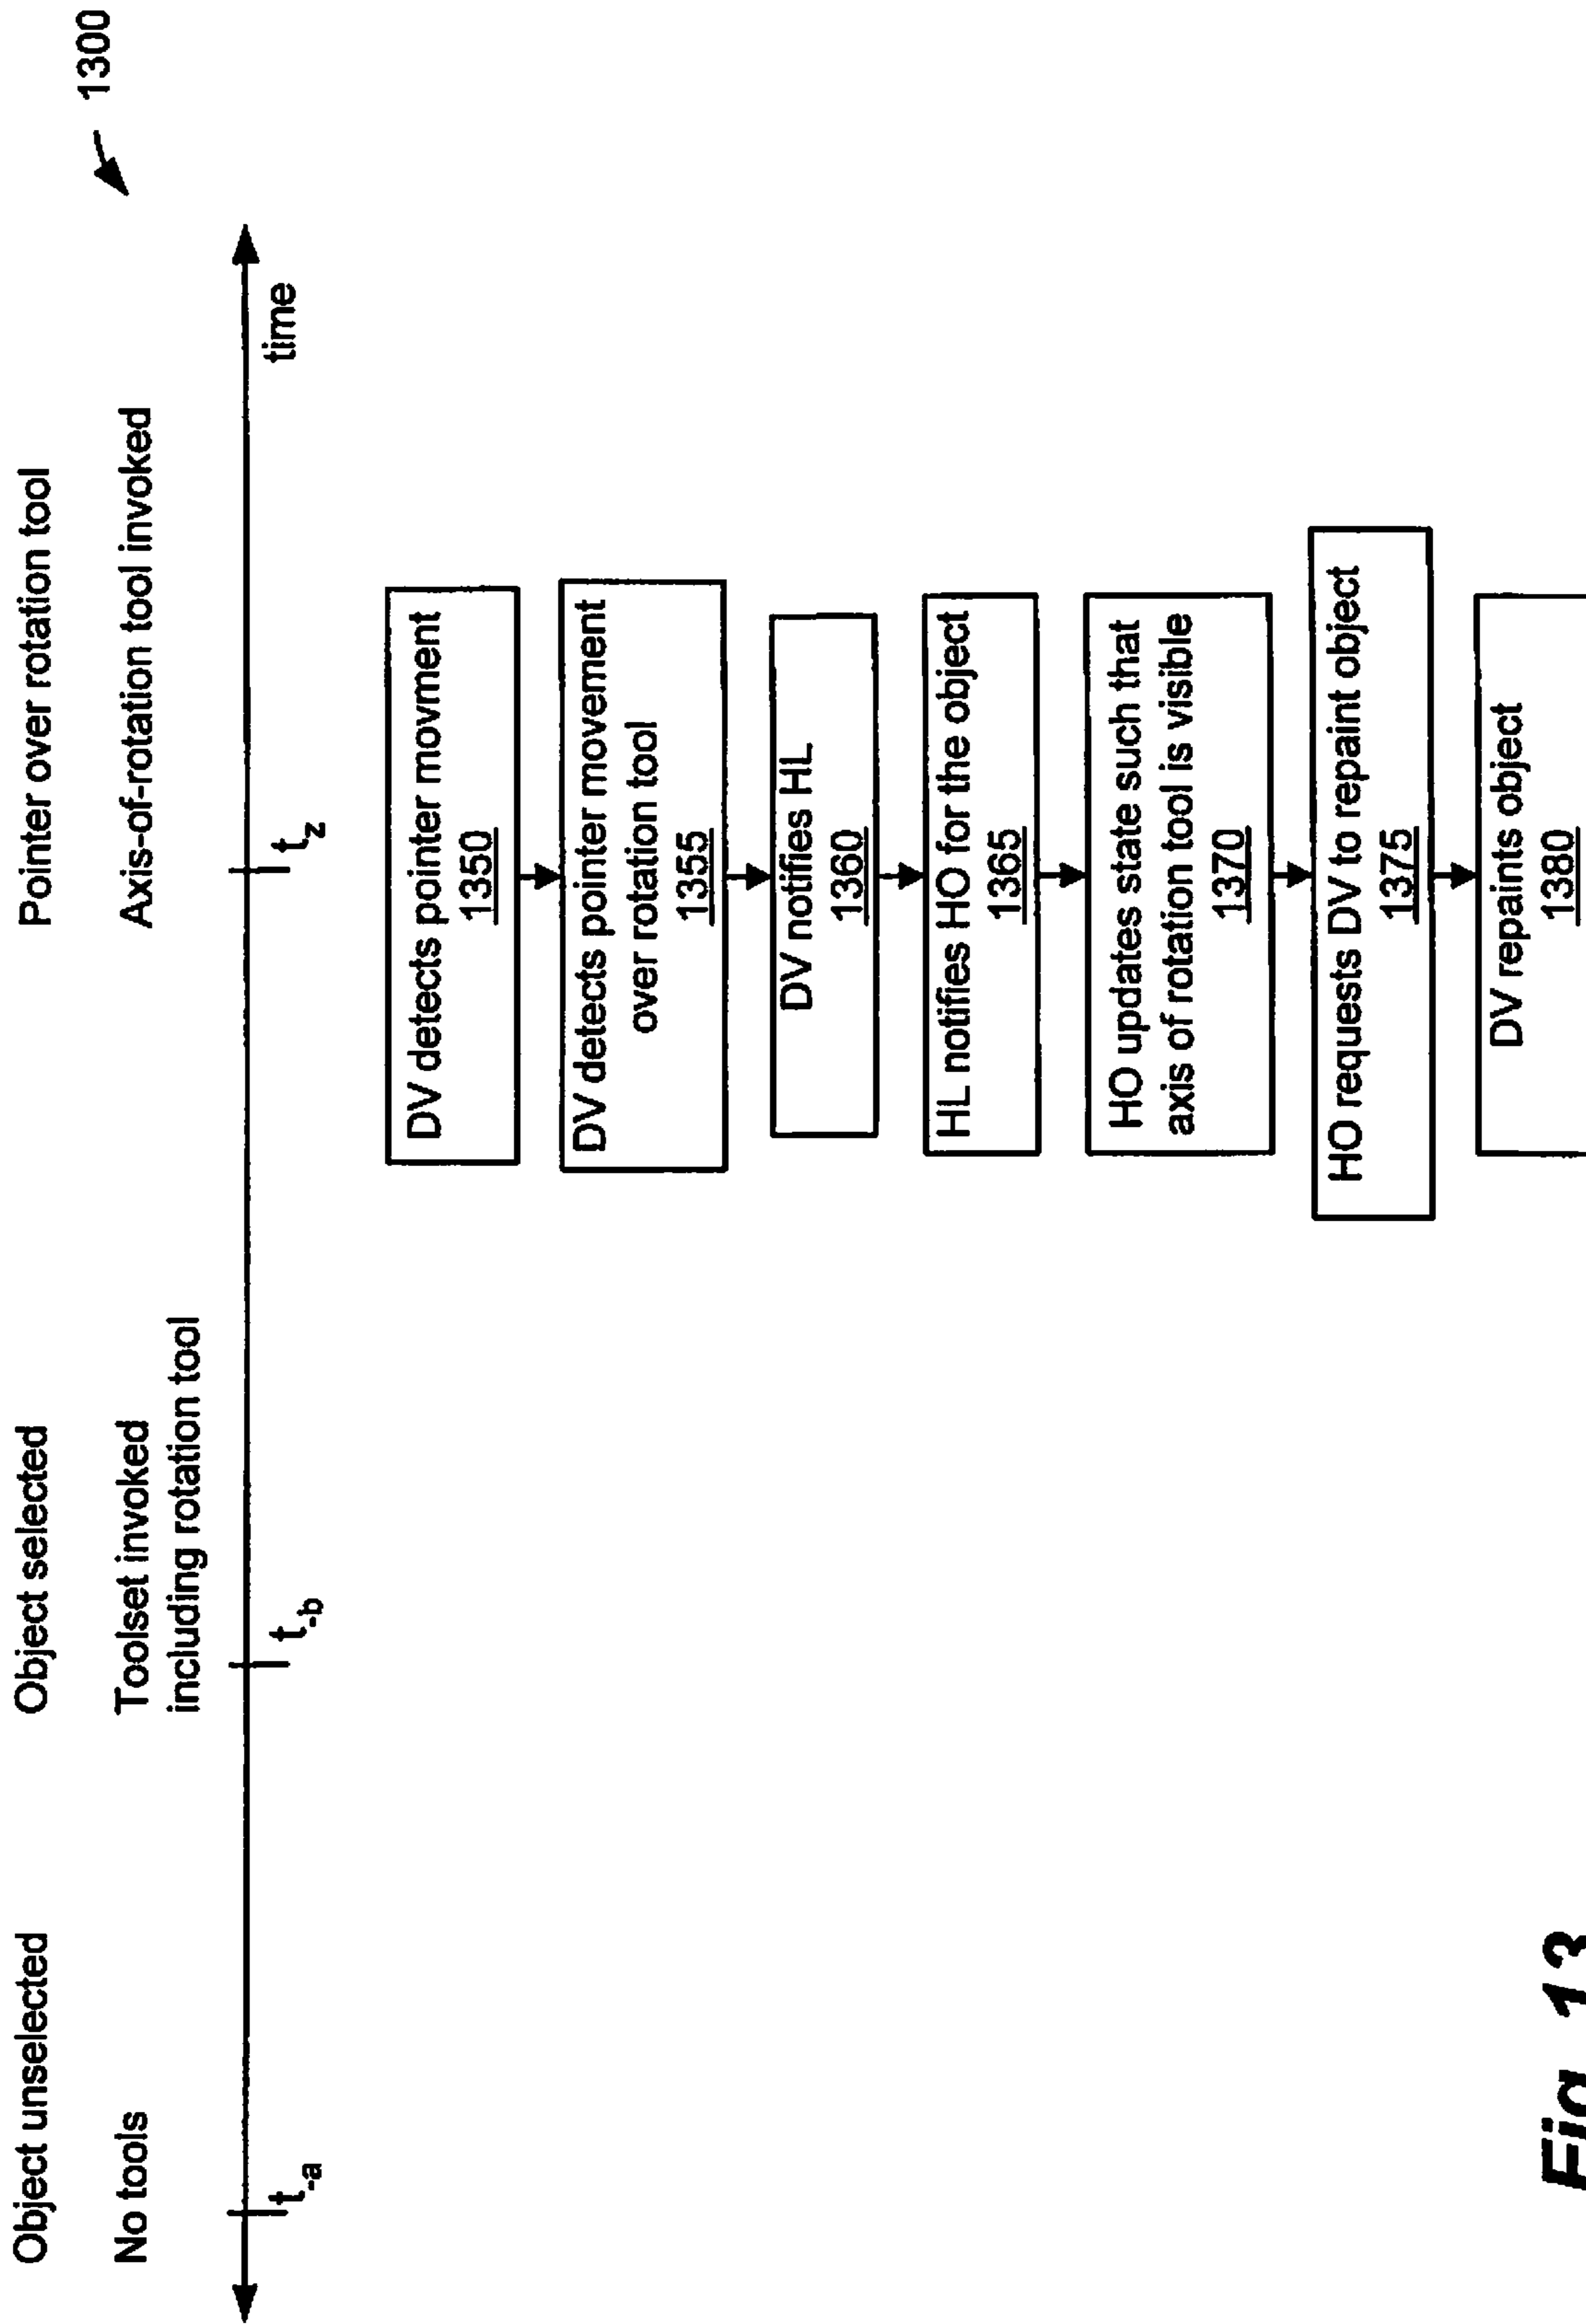 1300
Object unselected
Object selected
Pointer over rotation tool
No tools
Toolset invoked
including rotation tool
Axis-of-rotation tool invoked
t-a
t-b
tz
time
DV detects pointer movment
1350
DV detects pointer movement
over rotation tool
1355
DV notifies HL
1360
HL notifies HO for the object
1365
HO updates state such that
axis of rotation tool is visible
1370
HO requests DV to repaint object
1375
DV repaints object
1380
Fig. 13